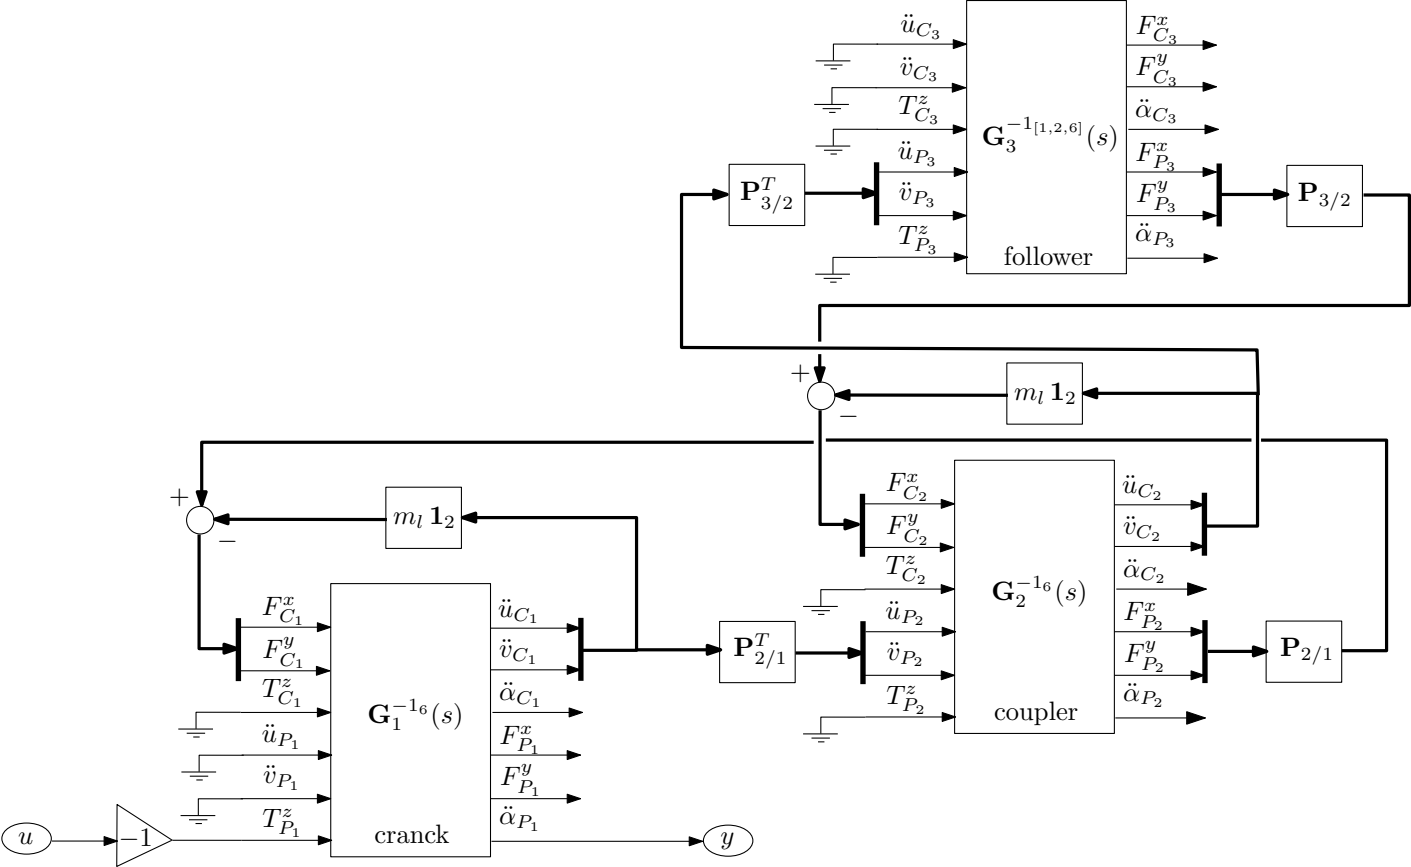 ü_{C_3} F^x_{C_3}
v̈_{C_3} F^y_{C_3}
T^z_{C_3} α̈_{C_3}
G_3^{-1_{[1,2,6]}}(s)
ü_{P_3} F^x_{P_3}
P^T_{3/2} v̈_{P_3} F^y_{P_3} P_{3/2}
T^z_{P_3} α̈_{P_3}
follower
+
m_l 1_2
−
F^x_{C_2} ü_{C_2}
+
m_l 1_2
F^y_{C_2} v̈_{C_2}
−
T^z_{C_2} α̈_{C_2}
G_2^{-1_6}(s)
F^x_{C_1} ü_{C_1}
ü_{P_2} F^x_{P_2}
F^y_{C_1} v̈_{C_1}
P^T_{2/1} v̈_{P_2} F^y_{P_2} P_{2/1}
T^z_{C_1} α̈_{C_1}
T^z_{P_2} α̈_{P_2}
G_1^{-1_6}(s)
coupler
ü_{P_1} F^x_{P_1}
v̈_{P_1} F^y_{P_1}
T^z_{P_1} α̈_{P_1}
u −1 cranck y